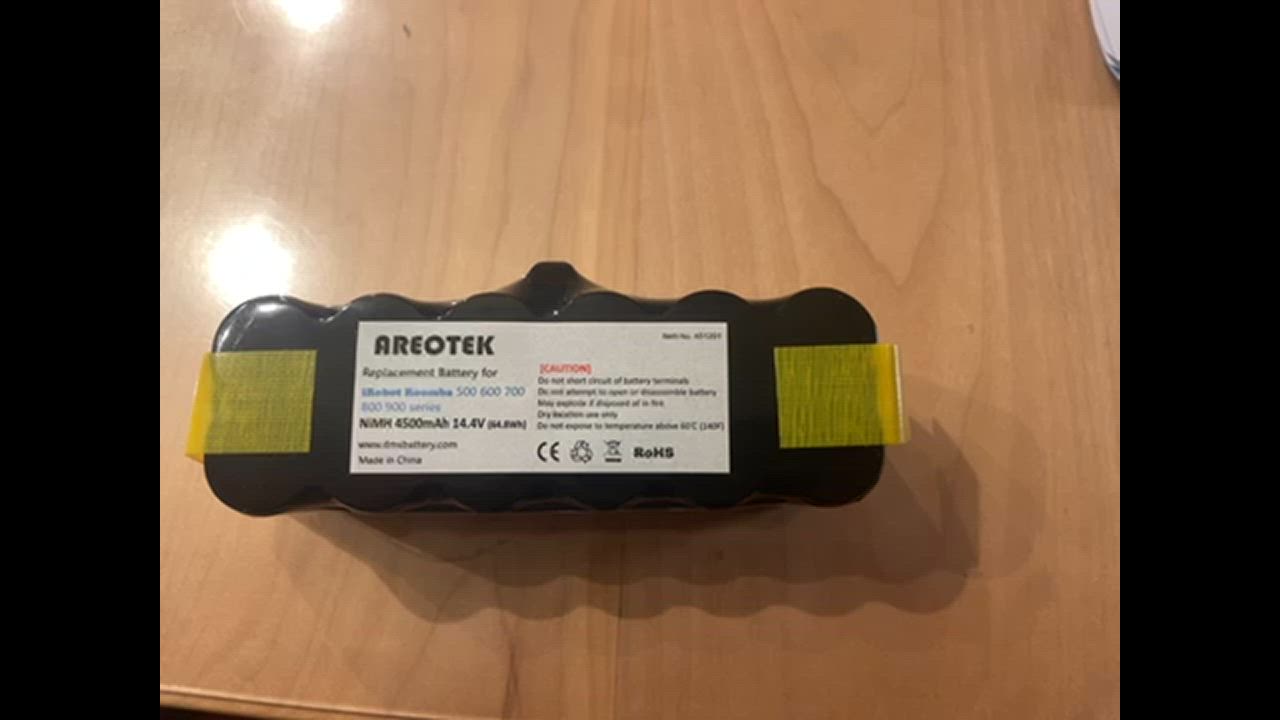 AREOTEK
Replacement Battery for
iRobot Roomba 500 600 700
800 900 series
NiMH 4500mAh 14.4V (64.8Wh)
www.dmsbattery.com
Made in China
Item No.
[CAUTION]
Do not short circuit of battery terminals
Do not attempt to open or disassemble battery
May explode if disposed of in fire
Dry location use only
Do not expose to temperature above 60°C (140F)
CE
RoHS